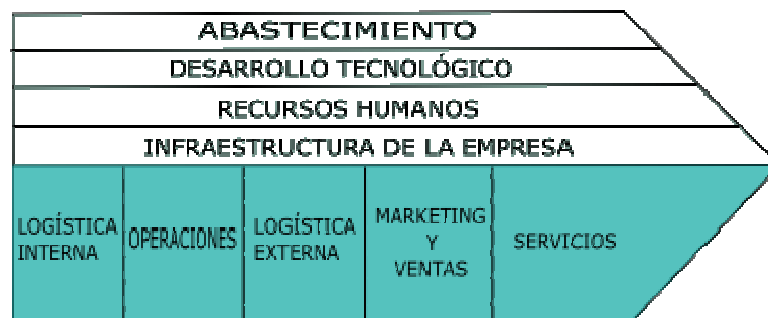 ABASTECIMIENTO
DESARROLLO TECNOLÓGICO
RECURSOS HUMANOS
INFRAESTRUCTURA DE LA EMPRESA
LOGÍSTICA
INTERNA
OPERACIONES
LOGÍSTICA
EXTERNA
MARKETING
Y
VENTAS
SERVICIOS